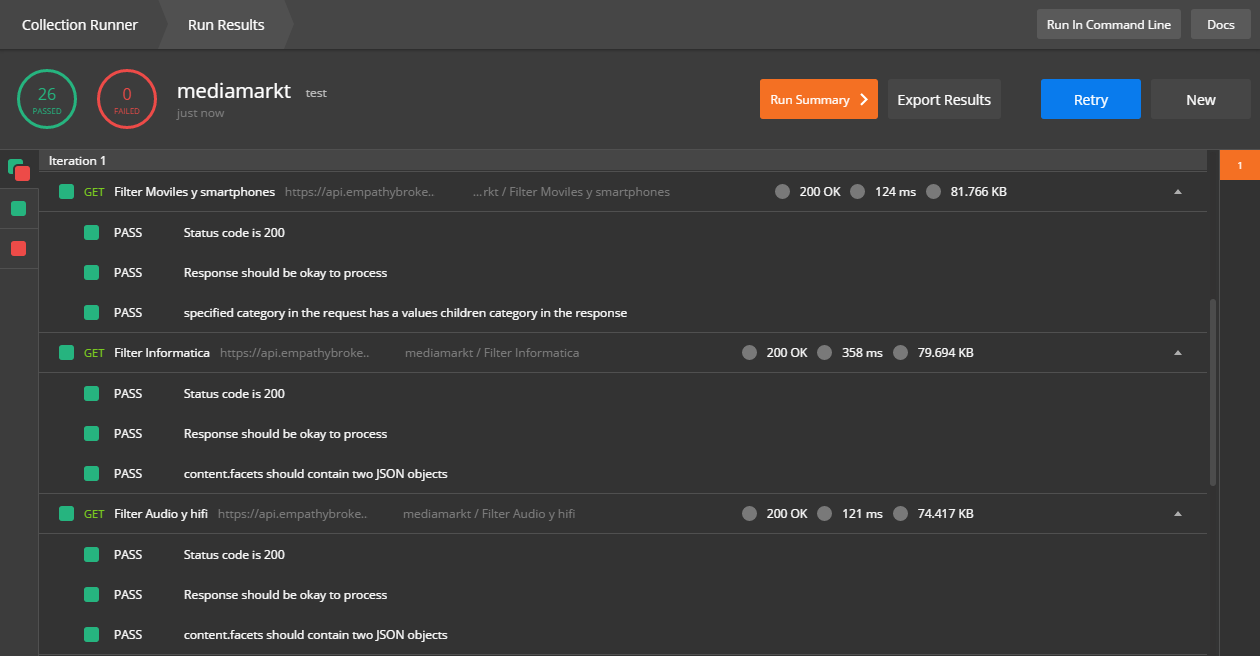 Collection Runner Run Results Run In Command Line Docs
26 PASSED 0 FAILED mediamarkt test just now Run Summary Export Results Retry New
Iteration 1 1
GET Filter Moviles y smartphones https://api.empathybroke.. ...rkt / Filter Moviles y smartphones 200 OK 124 ms 81.766 KB
PASS Status code is 200
PASS Response should be okay to process
PASS specified category in the request has a values children category in the response
GET Filter Informatica https://api.empathybroke.. mediamarkt / Filter Informatica 200 OK 358 ms 79.694 KB
PASS Status code is 200
PASS Response should be okay to process
PASS content.facets should contain two JSON objects
GET Filter Audio y hifi https://api.empathybroke.. mediamarkt / Filter Audio y hifi 200 OK 121 ms 74.417 KB
PASS Status code is 200
PASS Response should be okay to process
PASS content.facets should contain two JSON objects